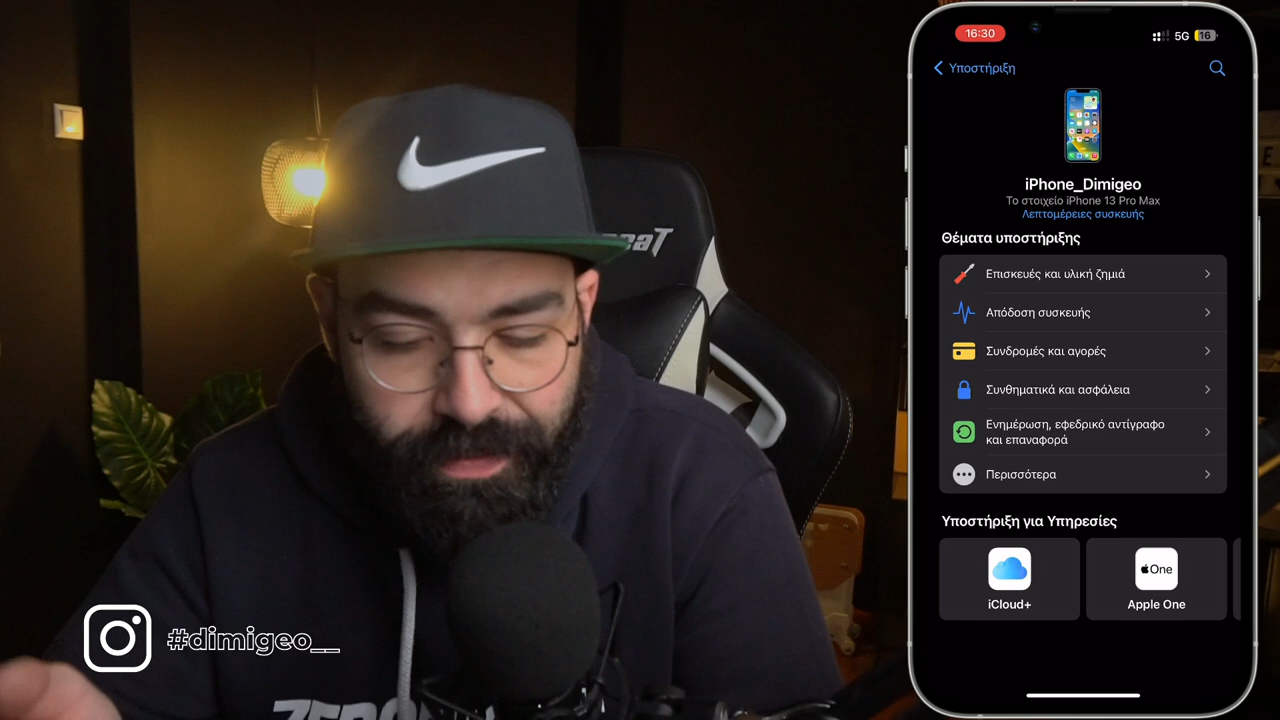 16:30
5G
16
Υποστήριξη
iPhone_Dimigeo
Το στοιχείο iPhone 13 Pro Max
Λεπτομέρειες συσκευής
Θέματα υποστήριξης
Επισκευές και υλική ζημιά
Απόδοση συσκευής
Συνδρομές και αγορές
Συνθηματικά και ασφάλεια
Ενημέρωση, εφεδρικό αντίγραφο
και επαναφορά
Περισσότερα
Υποστήριξη για Υπηρεσίες
One
iCloud+
Apple One
#dimigeo__